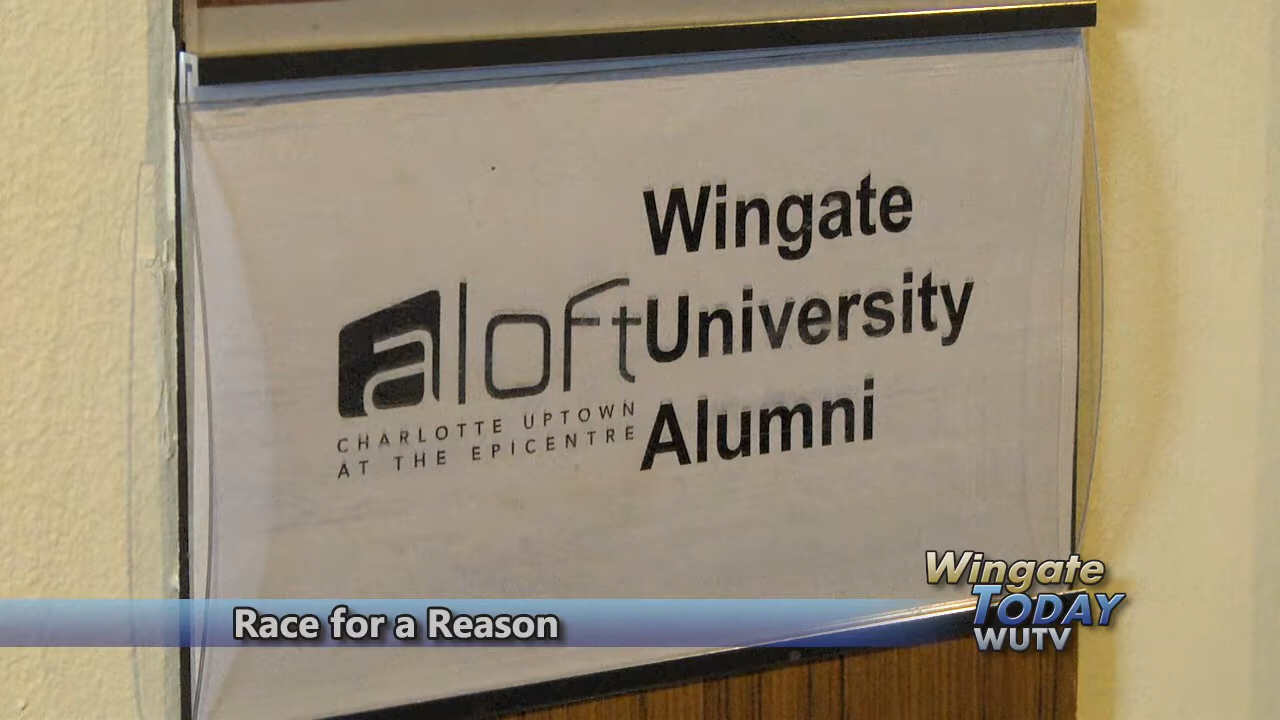 Wingate
University
Alumni
aloft
CHARLOTTE UPTOWN
AT THE EPICENTRE
Race for a Reason
Wingate
TODAY
WUTV